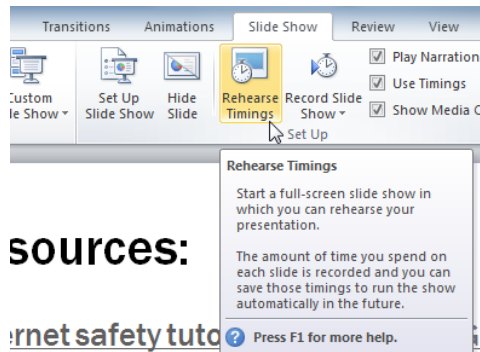 Transitions Animations Slide Show Review View
Custom Slide Show
Set Up Slide Show
Hide Slide
Rehearse Timings
Record Slide Show
Play Narration
Use Timings
Show Media
Set Up
Rehearse Timings
Start a full-screen slide show in
which you can rehearse your
presentation.
The amount of time you spend on
each slide is recorded and you can
save those timings to run the show
automatically in the future.
Press F1 for more help.
sources:
ernet safety tuto